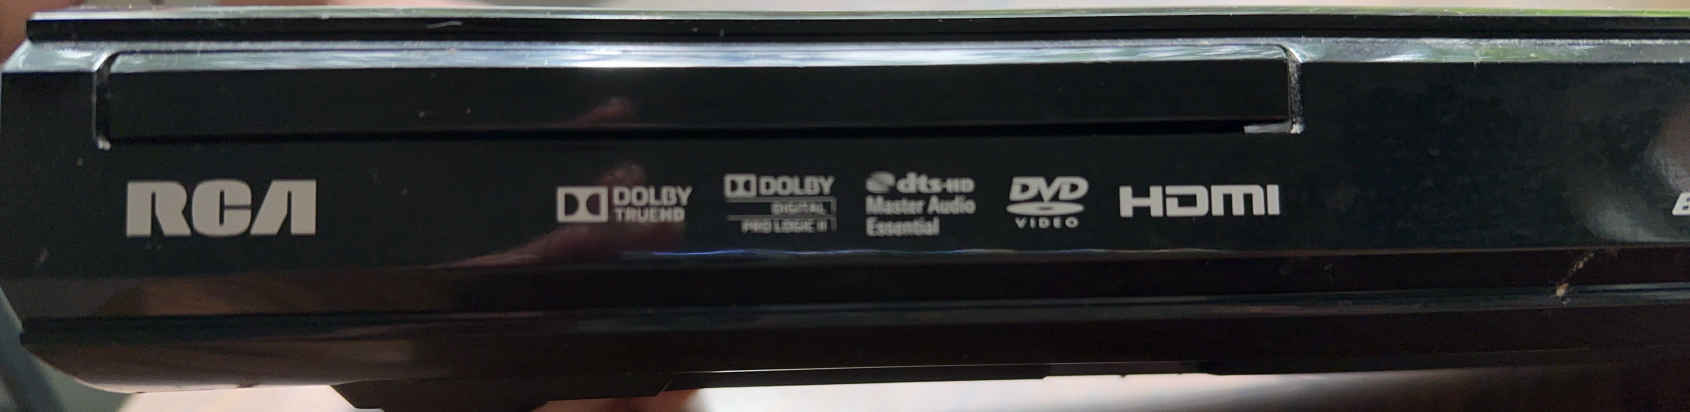 RCA
DOLBY
TRUEHD
DOLBY
DIGITAL
PRO LOGIC II
dts-HD
Master Audio
Essential
DVD
VIDEO
HDMI